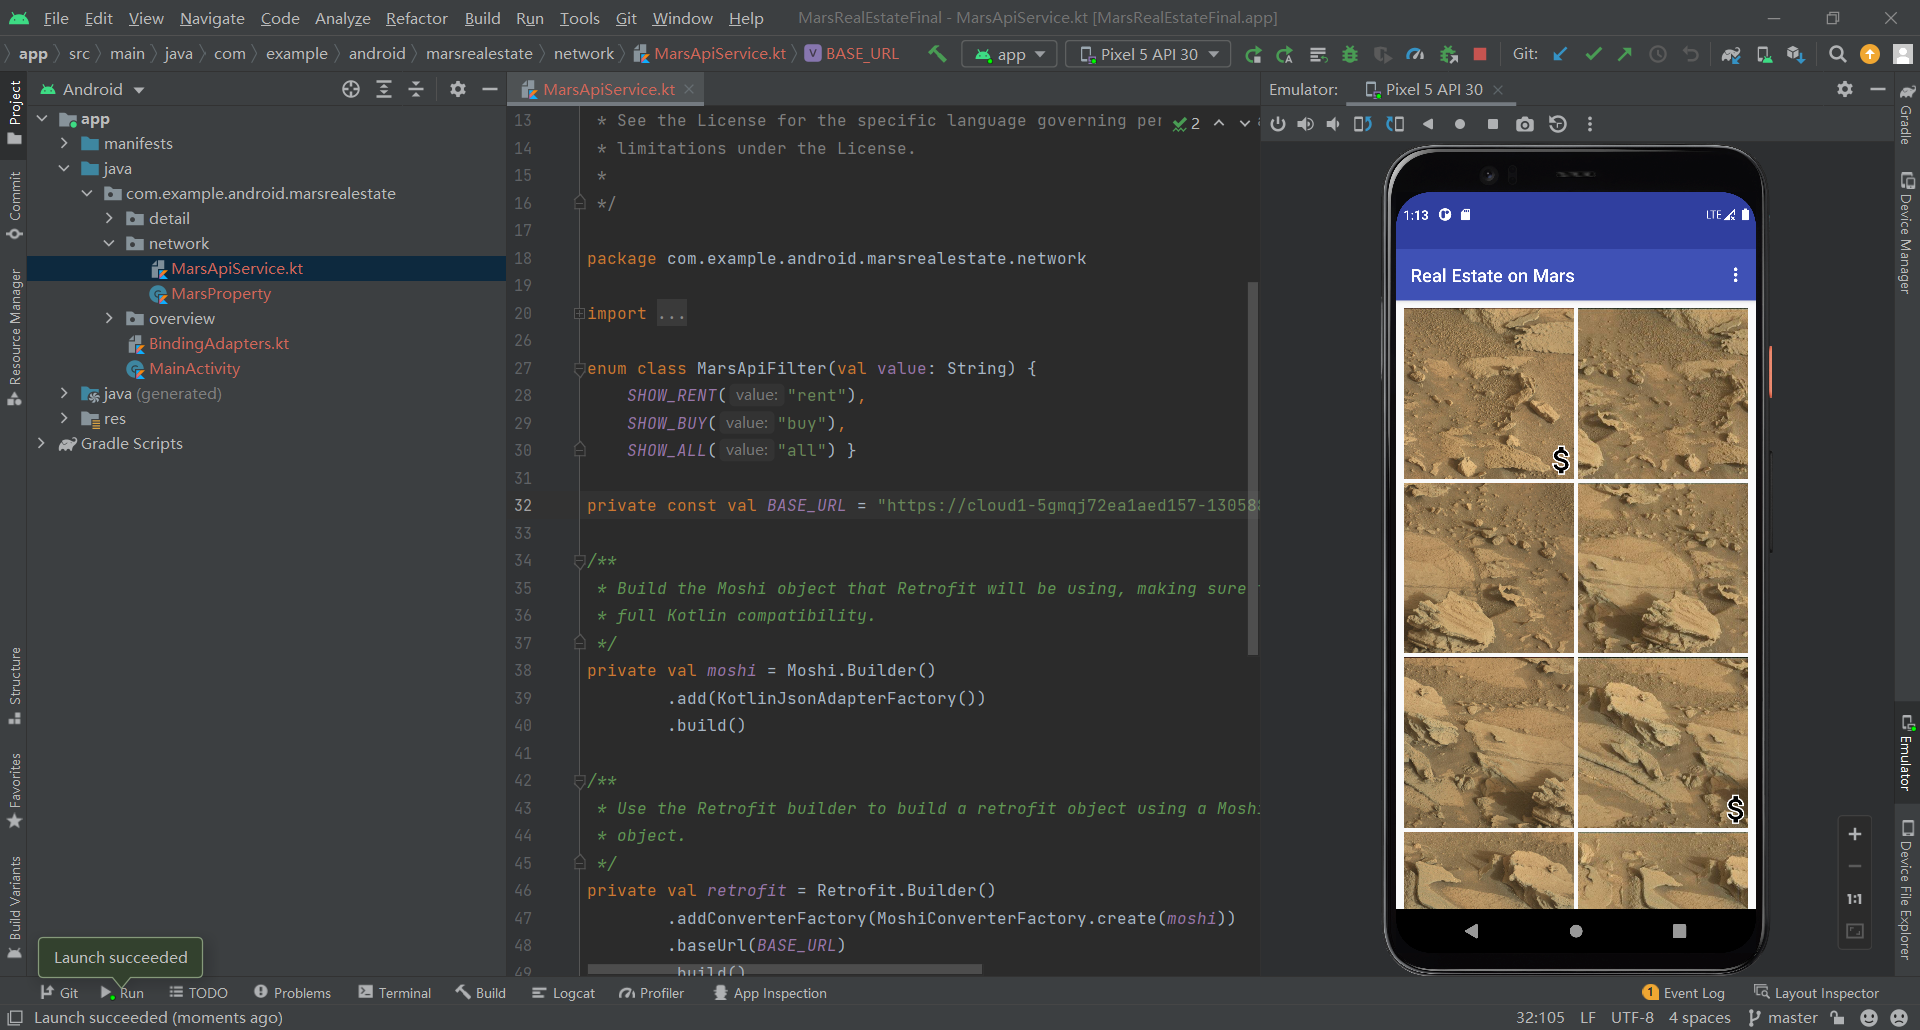 File Edit View Navigate Code Analyze Refactor Build Run Tools Git Window Help MarsRealEstateFinal - MarsApiService.kt [MarsRealEstateFinal.app]
app src main java com example android marsrealestate network MarsApiService.kt V BASE_URL app Pixel 5 API 30 Git:
Project
Commit
Resource Manager
Structure
Favorites
Build Variants
Android
app
manifests
java
com.example.android.marsrealestate
detail
network
MarsApiService.kt
MarsProperty
overview
BindingAdapters.kt
MainActivity
java (generated)
res
Gradle Scripts
MarsApiService.kt
2
13 * See the License for the specific language governing per
14 * limitations under the License.
15 *
16 */
17
18 package com.example.android.marsrealestate.network
19
20 import ...
26
27 enum class MarsApiFilter(val value: String) {
28 SHOW_RENT( value: "rent"),
29 SHOW_BUY( value: "buy"),
30 SHOW_ALL( value: "all") }
31
32 private const val BASE_URL = "https://cloud1-5gmqj72ea1aed157-13058
33
34 /**
35 * Build the Moshi object that Retrofit will be using, making sure
36 * full Kotlin compatibility.
37 */
38 private val moshi = Moshi.Builder()
39 .add(KotlinJsonAdapterFactory())
40 .build()
41
42 /**
43 * Use the Retrofit builder to build a retrofit object using a Moshi
44 * object.
45 */
46 private val retrofit = Retrofit.Builder()
47 .addConverterFactory(MoshiConverterFactory.create(moshi))
48 .baseUrl(BASE_URL)
49 .build()
Emulator: Pixel 5 API 30
1:13 LTE
Real Estate on Mars
$
$
1:1
Gradle
Device Manager
Emulator
Device File Explorer
Launch succeeded
Git Run TODO Problems Terminal Build Logcat Profiler App Inspection 1 Event Log Layout Inspector
Launch succeeded (moments ago) 32:105 LF UTF-8 4 spaces master